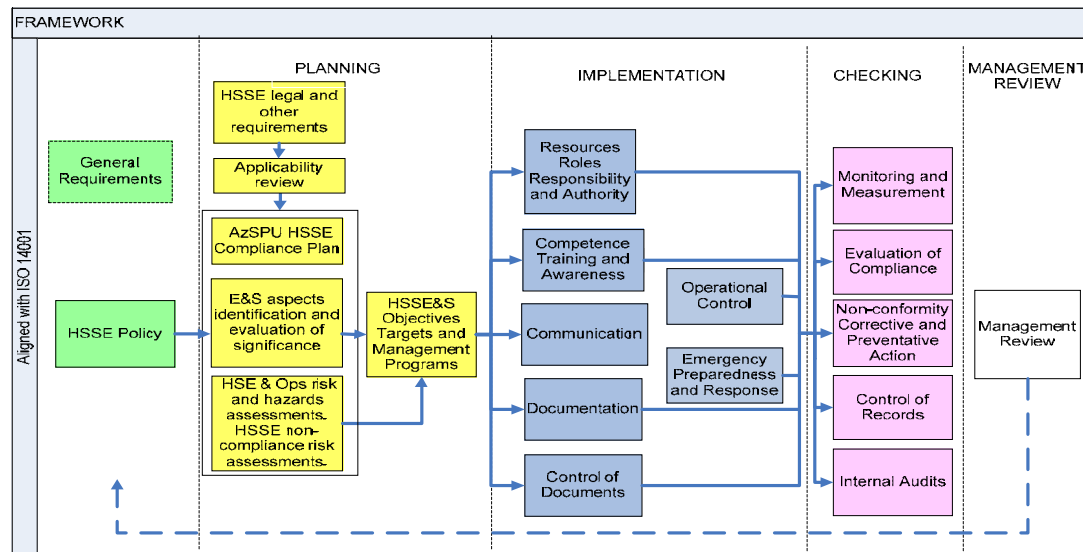 FRAMEWORK
Aligned with ISO 14001
General
Requirements
HSSE Policy
PLANNING
HSSE legal and
other
requirements
Applicability
review
AzSPU HSSE
Compliance Plan
E&S aspects
identification and
evaluation of
significance
HSE & Ops risk
and hazards
assessments.
HSSE non-
compliance risk
assessments.
HSSE&S
Objectives
Targets and
Management
Programs
IMPLEMENTATION
Resources
Roles
Responsibility
and Authority
Competence
Training and
Awareness
Communication
Documentation
Control of
Documents
Operational
Control
Emergency
Preparedness
and Response
CHECKING
Monitoring and
Measurement
Evaluation of
Compliance
Non-conformity
Corrective and
Preventative
Action
Control of
Records
Internal Audits
MANAGEMENT
REVIEW
Management
Review